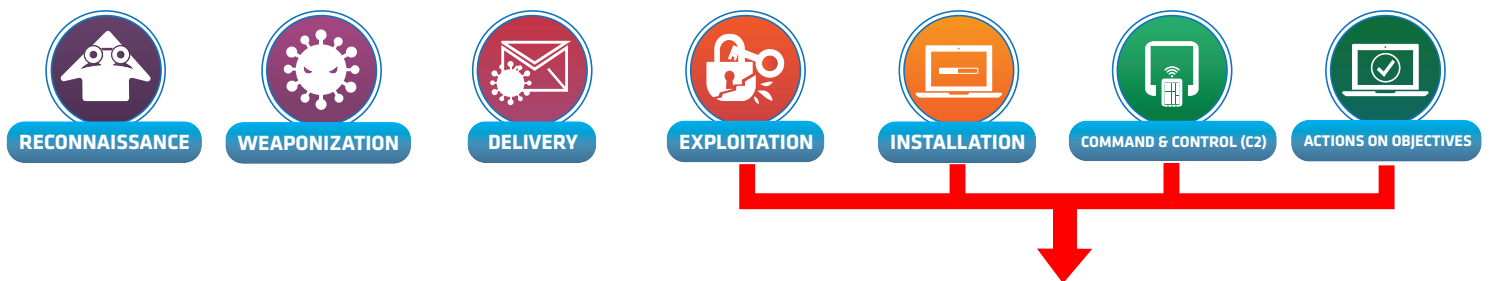 RECONNAISSANCE
WEAPONIZATION
DELIVERY
EXPLOITATION
INSTALLATION
COMMAND & CONTROL (C2)
ACTIONS ON OBJECTIVES